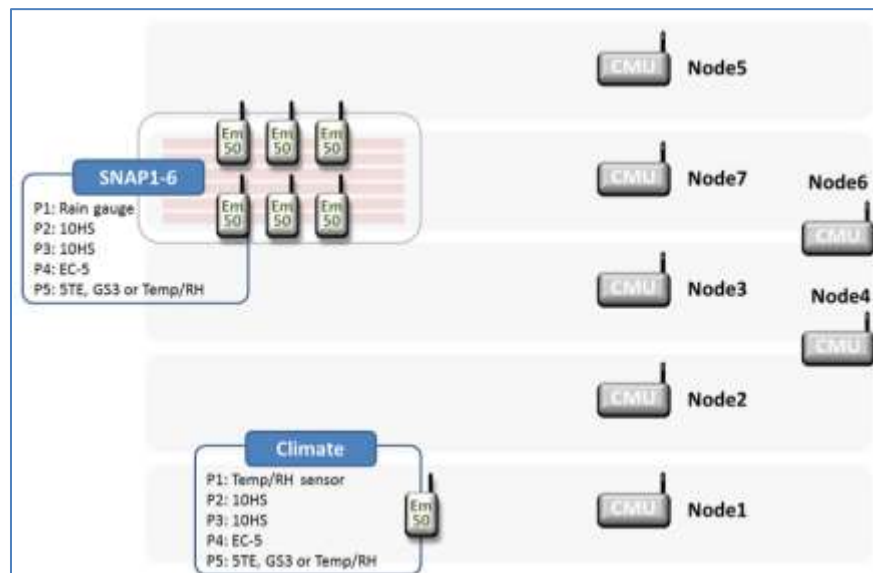 CMU Node5
Em
50
Em
50
Em
50
SNAP1-6
P1: Rain gauge
P2: 10HS
P3: 10HS
P4: EC-5
P5: 5TE, GS3 or Temp/RH
Em
50
Em
50
Em
50
CMU Node7
Node6
CMU
CMU Node3
Node4
CMU
CMU Node2
Climate
P1: Temp/RH sensor
P2: 10HS
P3: 10HS
P4: EC-5
P5: 5TE, GS3 or Temp/RH
Em
50
CMU Node1